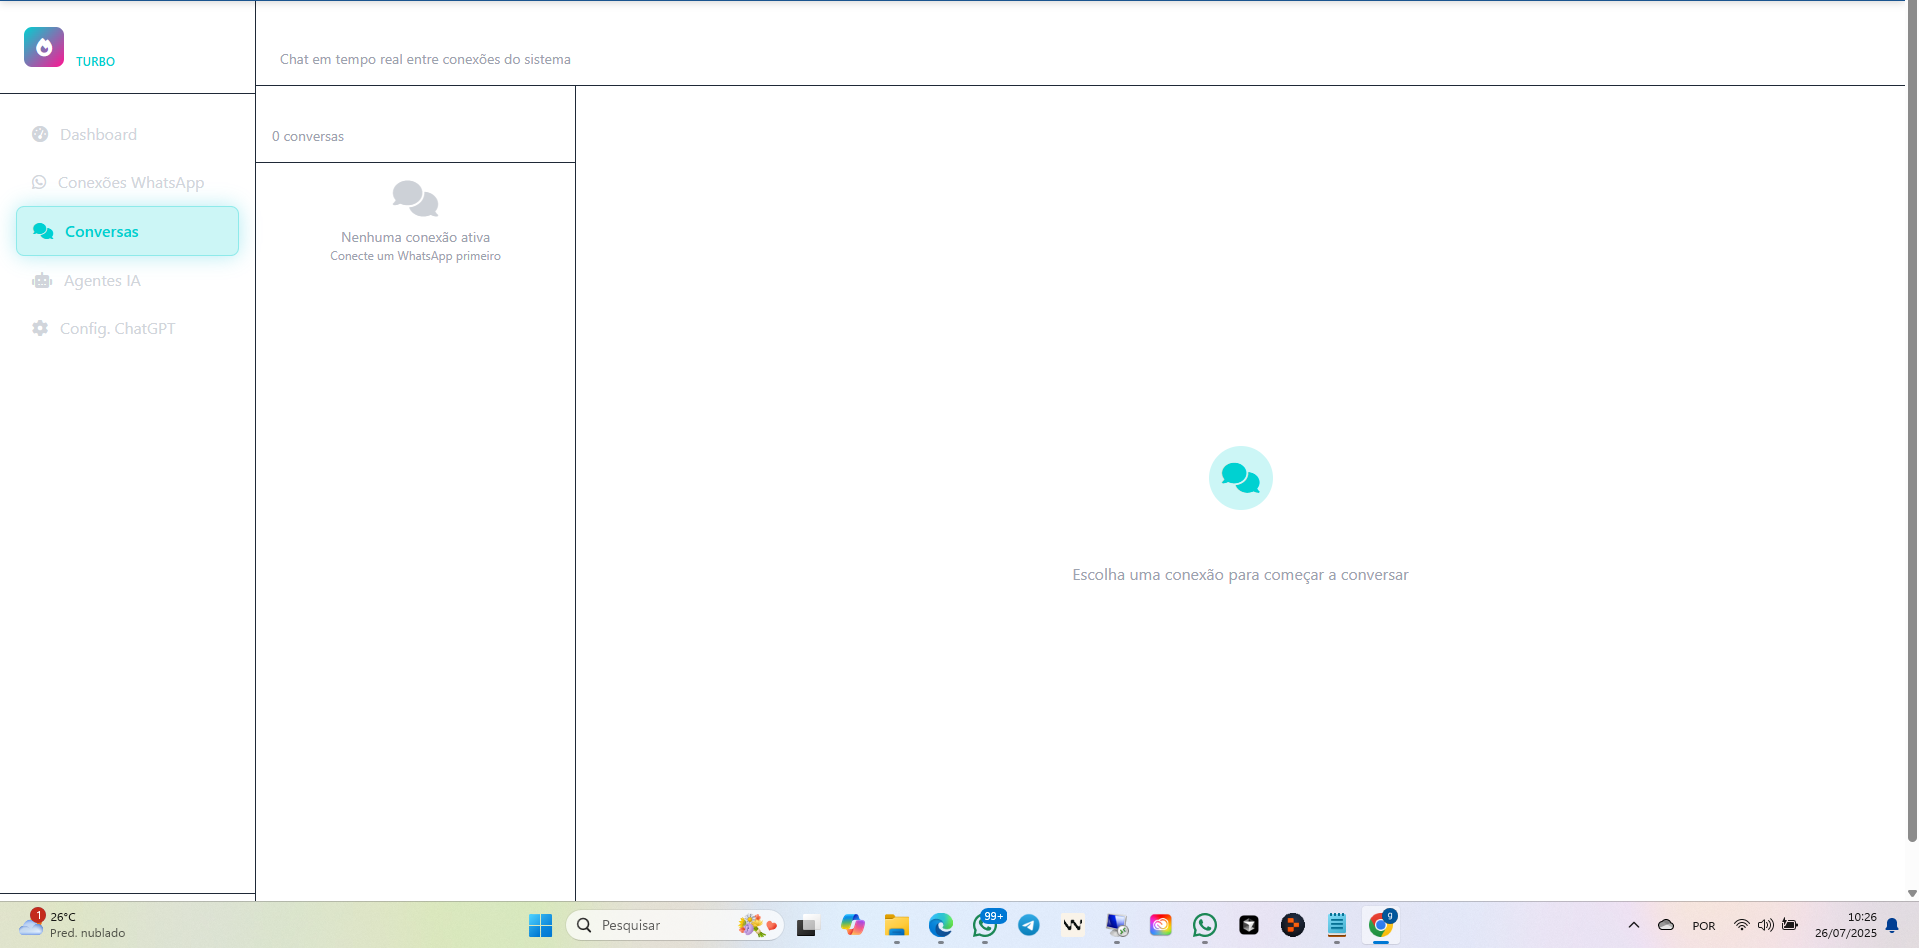 TURBO
Chat em tempo real entre conexões do sistema
Dashboard
Conexões WhatsApp
Conversas
Agentes IA
Config. ChatGPT
0 conversas
Nenhuma conexão ativa
Conecte um WhatsApp primeiro
Escolha uma conexão para começar a conversar
1
26°C
Pred. nublado
Pesquisar
99+
W
g
POR
10:26
26/07/2025